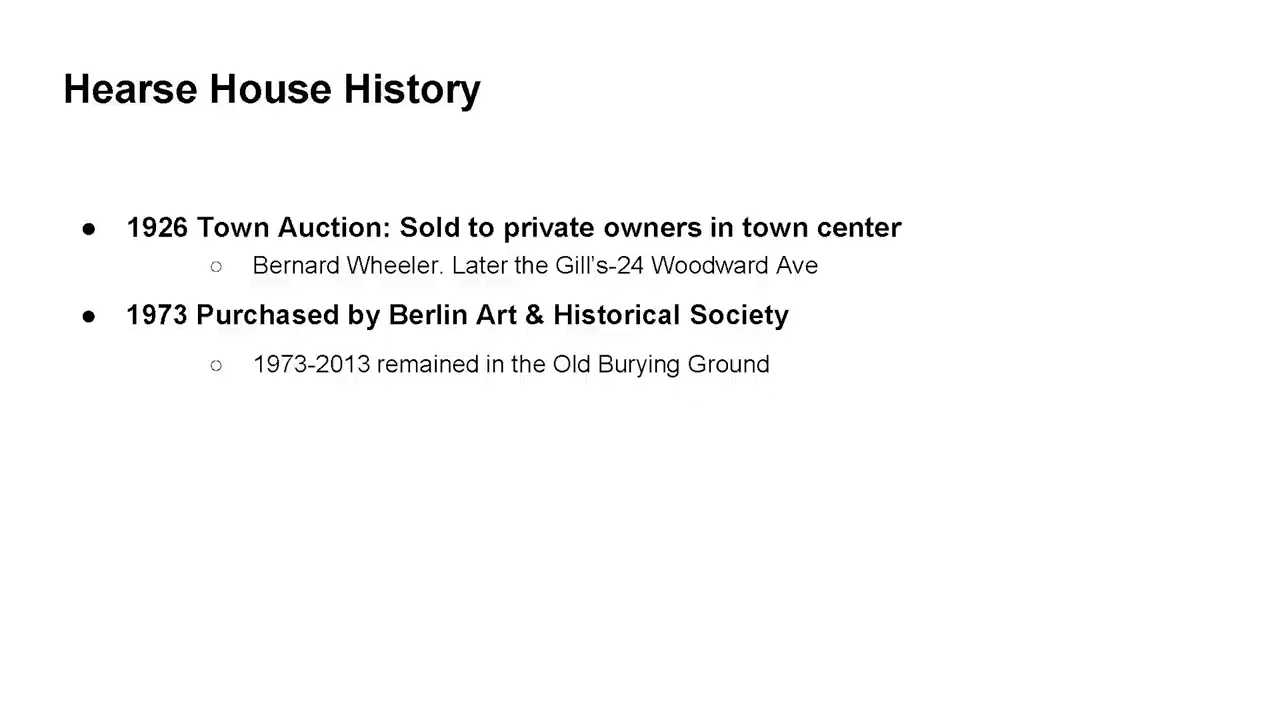 Hearse House History
● 1926 Town Auction: Sold to private owners in town center
○ Bernard Wheeler. Later the Gill's-24 Woodward Ave
● 1973 Purchased by Berlin Art & Historical Society
○ 1973-2013 remained in the Old Burying Ground